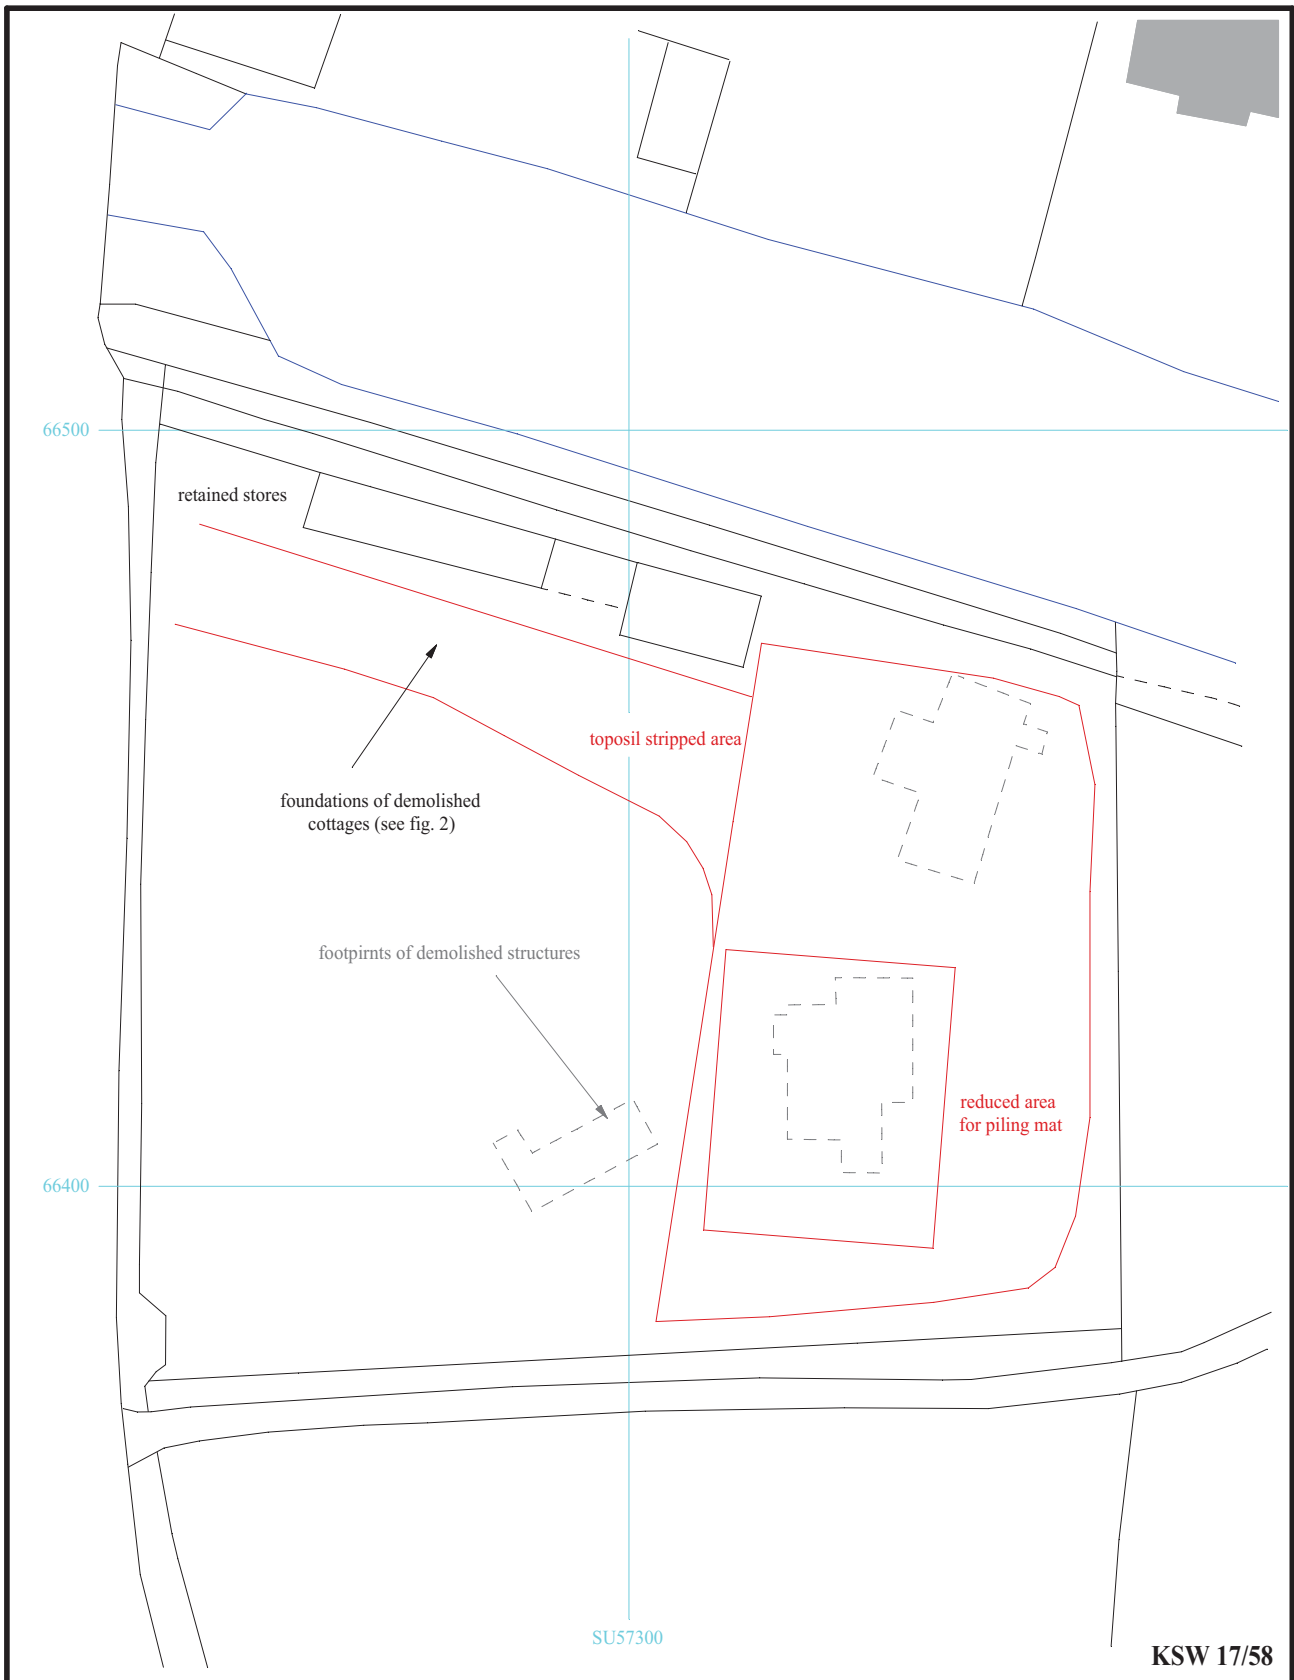 66500
retained stores
toposil stripped area
foundations of demolished
cottages (see fig. 2)
footpirnts of demolished structures
reduced area
for piling mat
66400
SU57300
KSW 17/58